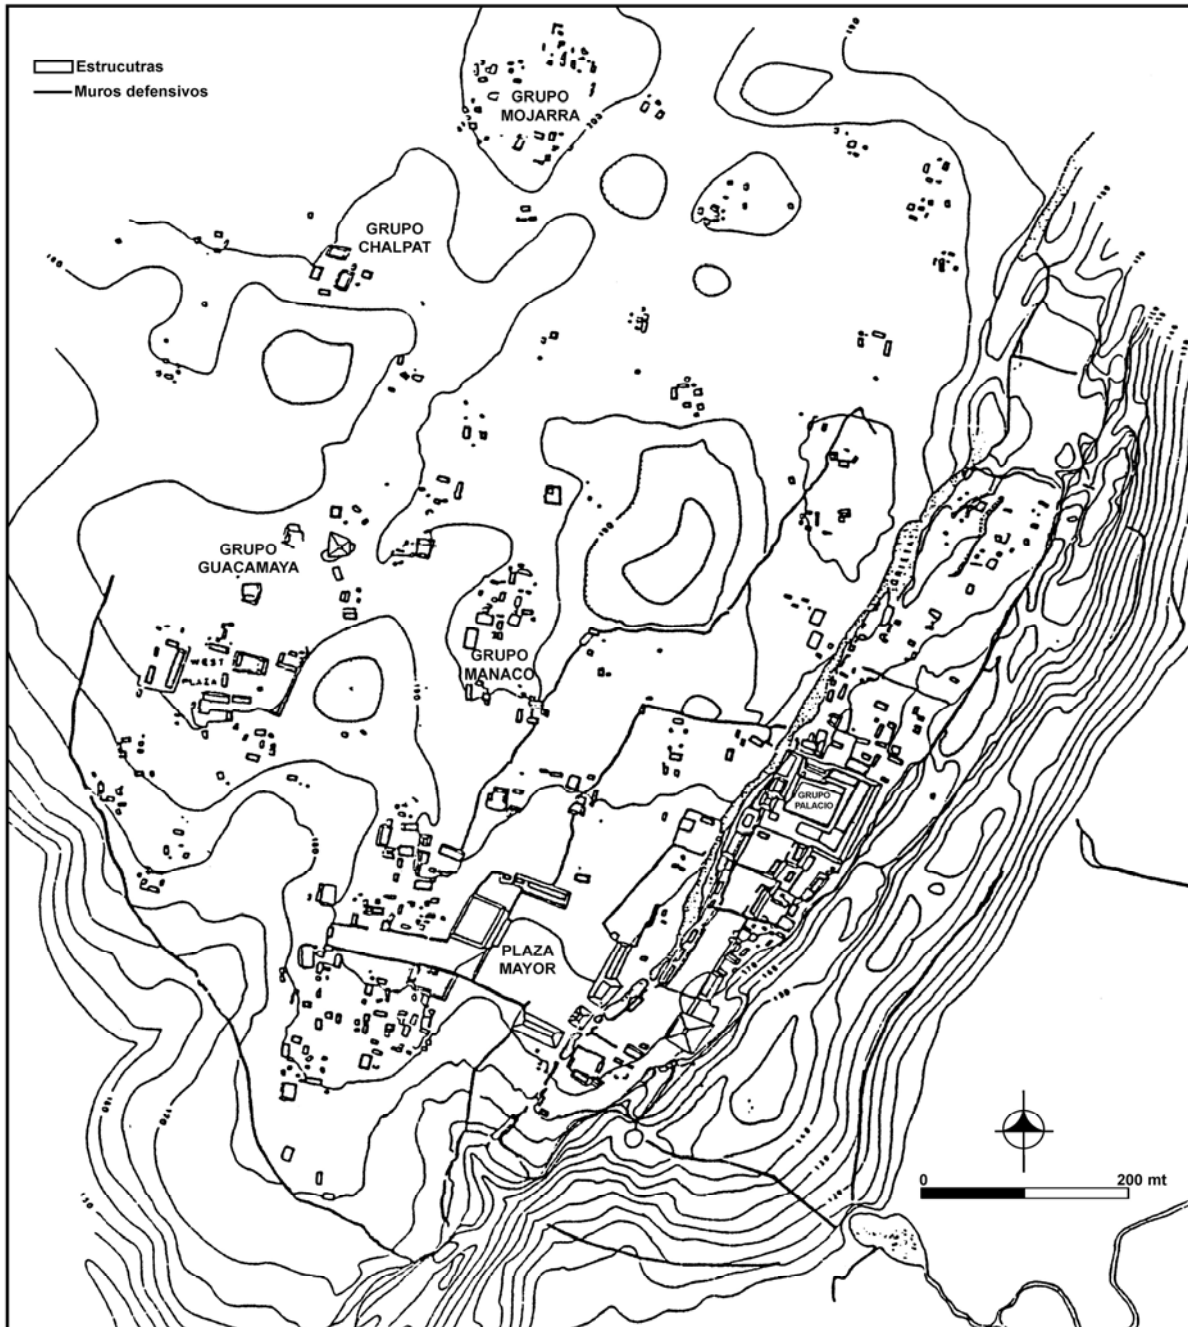 Estrucutras
Muros defensivos
GRUPO
MOJARRA
GRUPO
CHALPAT
GRUPO
GUACAMAYA
WEST
PLAZA
GRUPO
MANACO
GRUPO
PALACIO
PLAZA
MAYOR
0
200 mt